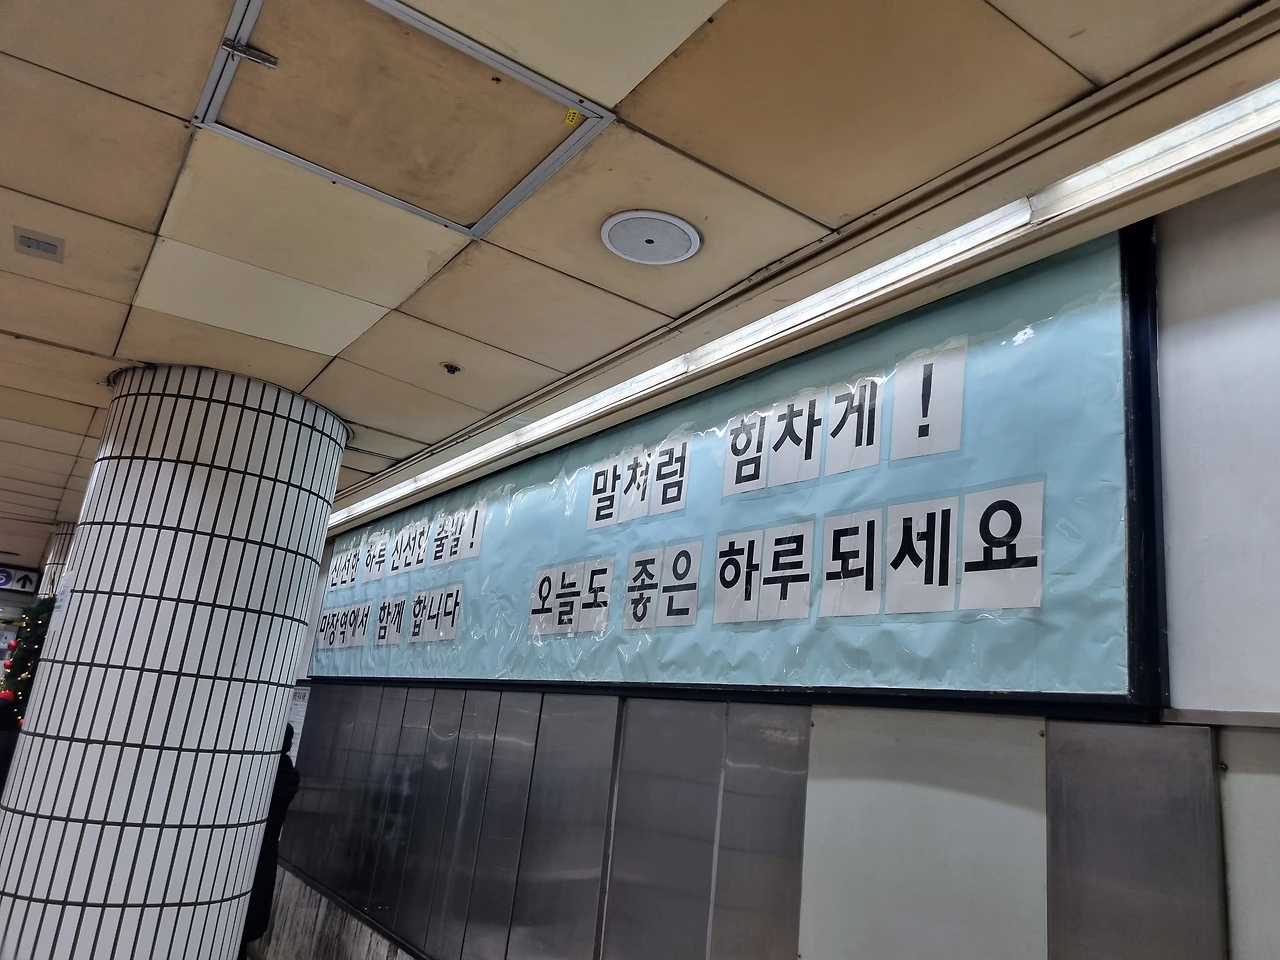 신선한 하루 신선한 출발!
마장역에서 함께 합니다
말처럼 힘차게!
오늘도 좋은 하루되세요
5